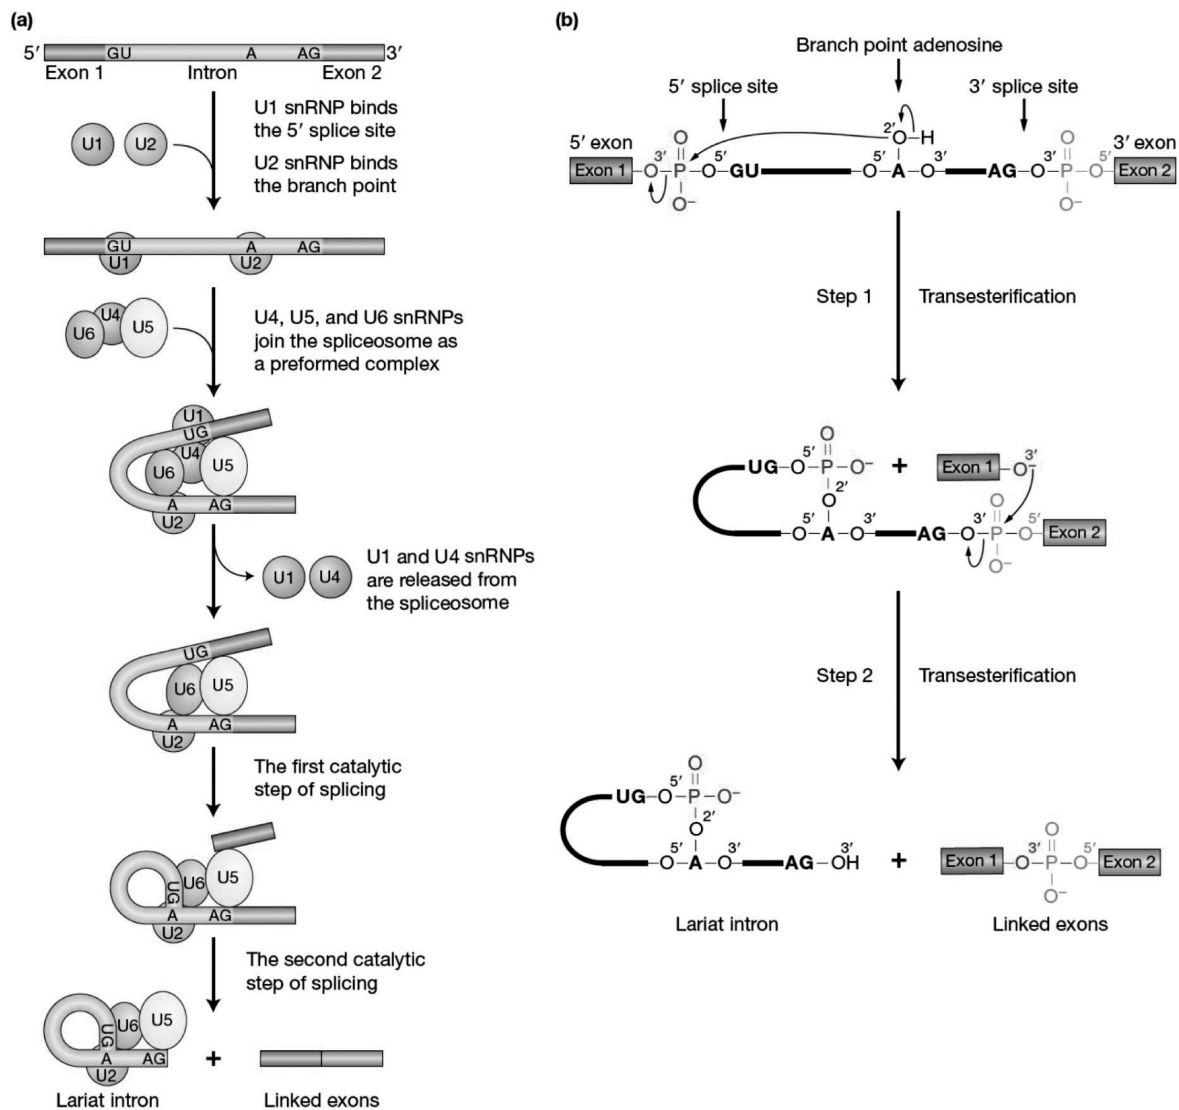 (a)
5′ GU A AG 3′
Exon 1 Intron Exon 2
U1 U2
U1 snRNP binds
the 5′ splice site
U2 snRNP binds
the branch point
GU A AG
U1 U2
U6 U4 U5
U4, U5, and U6 snRNPs
join the spliceosome as
a preformed complex
U1
UG
U4
U6 U5
A AG
U2
U1 U4
U1 and U4 snRNPs
are released from
the spliceosome
UG
U6 U5
A AG
U2
The first catalytic
step of splicing
UG U6 U5
A AG
U2
The second catalytic
step of splicing
UG U6 U5
A AG
U2
+
Lariat intron Linked exons
(b)
Branch point adenosine
5′ splice site 3′ splice site
5′ exon 3′ exon
2′
O–H
O O
Exon 1 –O 3′ –P–O 5′ –GU –O 5′ –A–O 3′ AG–O 3′ –P–O 5′ Exon 2
O− O−
Step 1 Transesterification
O
UG–O 5′ –P–O− + Exon 1 –O− 3′
O 2′
O
–O 5′ –A–O 3′ AG–O 3′ –P–O 5′ Exon 2
O−
Step 2 Transesterification
O
UG–O 5′ –P–O−
O 2′
O
–O 5′ –A–O 3′ AG–OH 3′ + Exon 1 –O 3′ –P–O 5′ Exon 2
O−
Lariat intron Linked exons